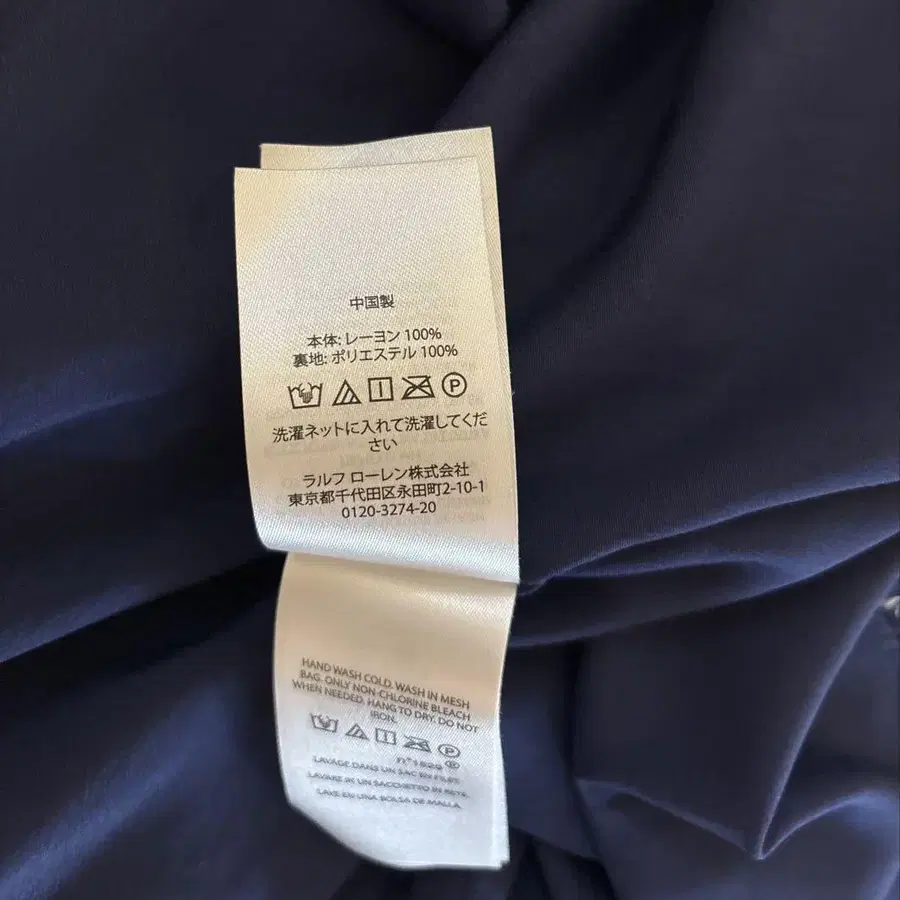 中国製
本体: レーヨン 100%
裏地: ポリエステル 100%
P
洗濯ネットに入れて洗濯してくだ
さい
ラルフ ローレン株式会社
東京都千代田区永田町2-10-1
0120-3274-20
HAND WASH COLD. WASH IN MESH
BAG. ONLY NON-CHLORINE BLEACH
WHEN NEEDED. HANG TO DRY. DO NOT
IRON.
P
LAVADE DANS UN SAC EN FILET.
LAVARE IN UN SACCHETTO IN RETE.
LAVE EN UNA BOLSA DE MALLA.